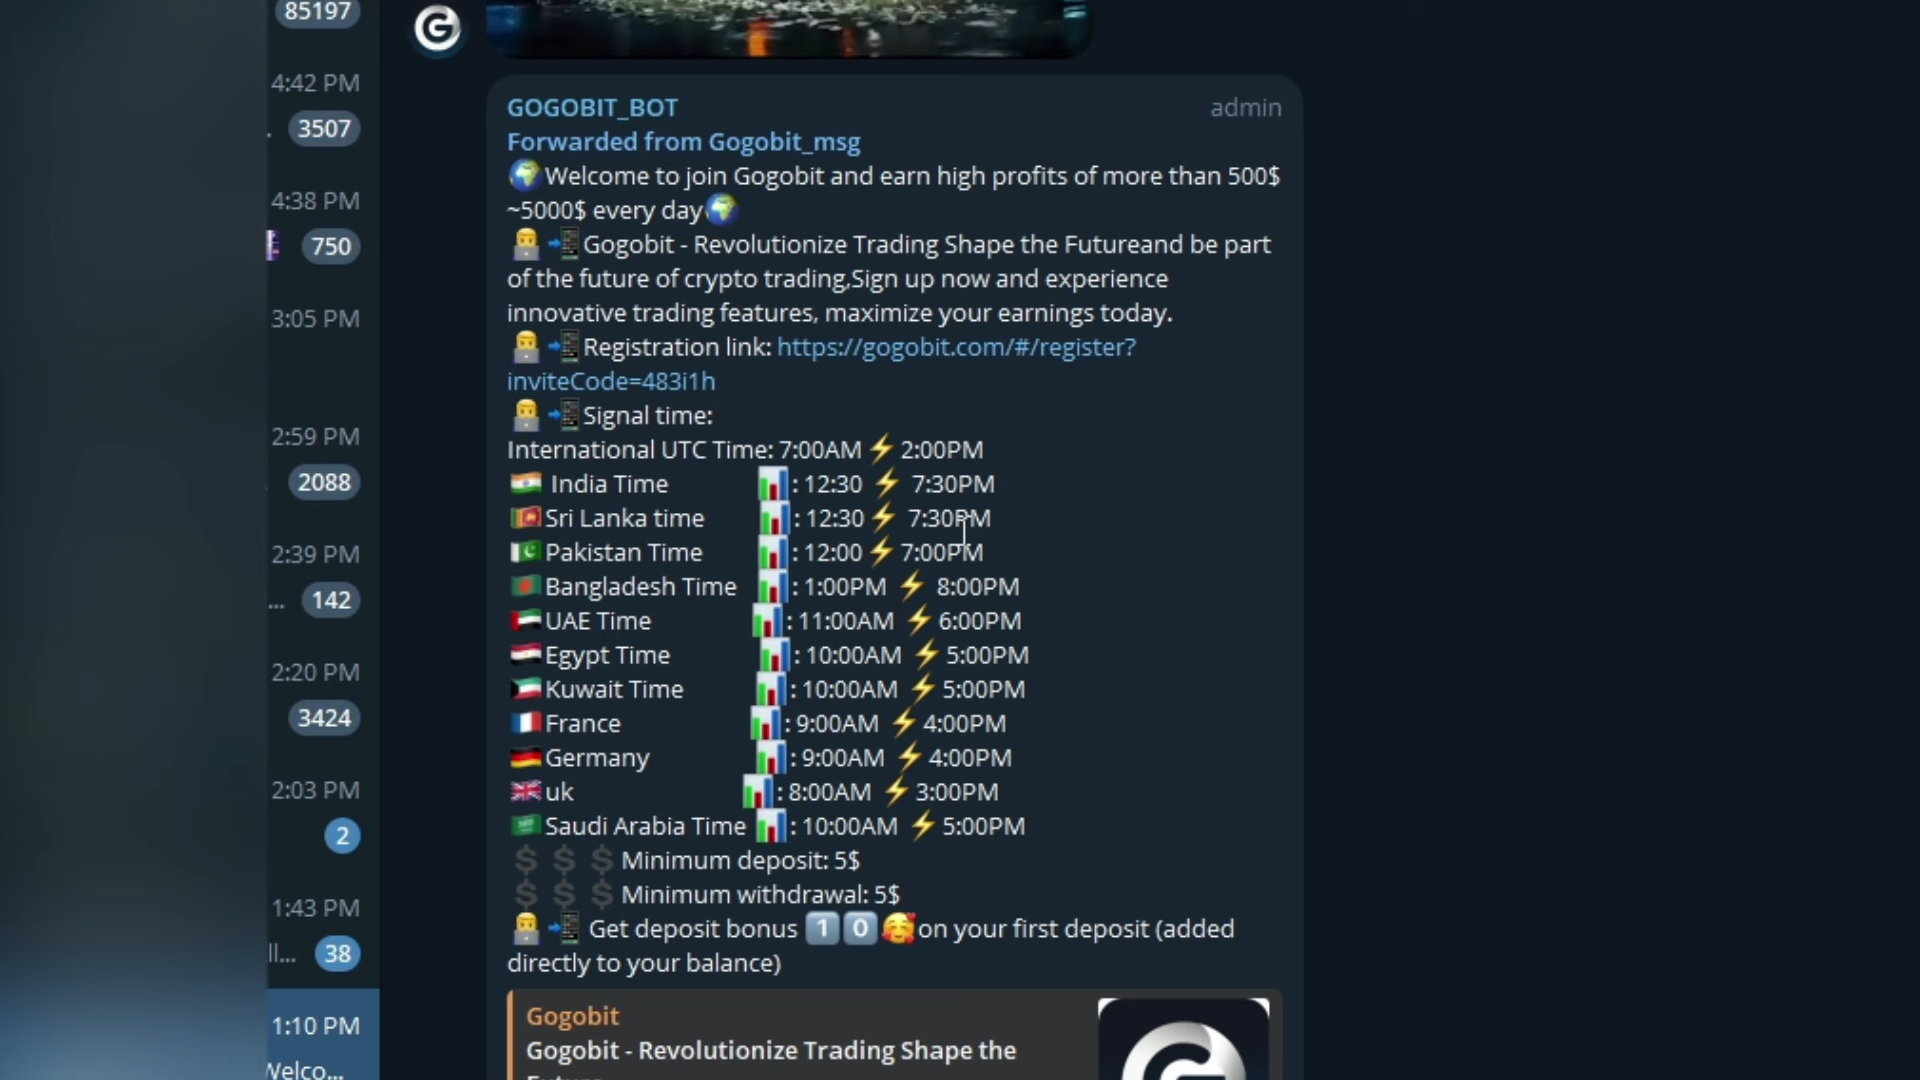 85197
4:42 PM
3507
4:38 PM
750
3:05 PM
2:59 PM
2088
2:39 PM
... 142
2:20 PM
3424
2:03 PM
2
1:43 PM
ll... 38
1:10 PM
Welco...
GOGOBIT_BOT admin
Forwarded from Gogobit_msg
🌍Welcome to join Gogobit and earn high profits of more than 500$
~5000$ every day🌍
👨‍💻📲Gogobit - Revolutionize Trading Shape the Futureand be part
of the future of crypto trading,Sign up now and experience
innovative trading features, maximize your earnings today.
👨‍💻📲Registration link: https://gogobit.com/#/register?
inviteCode=483i1h
👨‍💻📲Signal time:
International UTC Time: 7:00AM⚡2:00PM
🇮🇳 India Time 📊: 12:30 ⚡ 7:30PM
🇱🇰Sri Lanka time 📊: 12:30⚡ 7:30PM
🇵🇰Pakistan Time 📊: 12:00⚡7:00PM
🇧🇩Bangladesh Time 📊: 1:00PM ⚡ 8:00PM
🇦🇪UAE Time 📊: 11:00AM ⚡6:00PM
🇪🇬Egypt Time 📊: 10:00AM ⚡5:00PM
🇰🇼Kuwait Time 📊: 10:00AM ⚡5:00PM
🇫🇷France 📊: 9:00AM ⚡4:00PM
🇩🇪Germany 📊: 9:00AM ⚡4:00PM
🇬🇧uk 📊: 8:00AM ⚡3:00PM
🇸🇦Saudi Arabia Time 📊: 10:00AM ⚡5:00PM
💲💲💲Minimum deposit: 5$
💲💲💲Minimum withdrawal: 5$
👨‍💻📲 Get deposit bonus 1️⃣0️⃣🥰on your first deposit (added
directly to your balance)
Gogobit
Gogobit - Revolutionize Trading Shape the